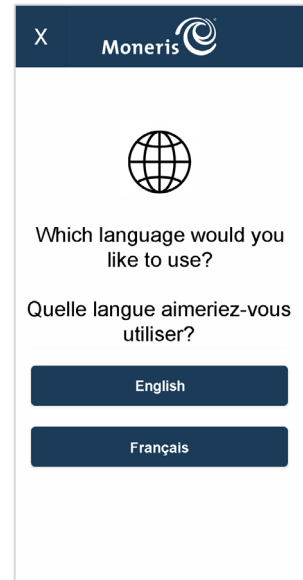 X
Moneris
Which language would you
like to use?
Quelle langue aimeriez-vous
utiliser?
English
Français